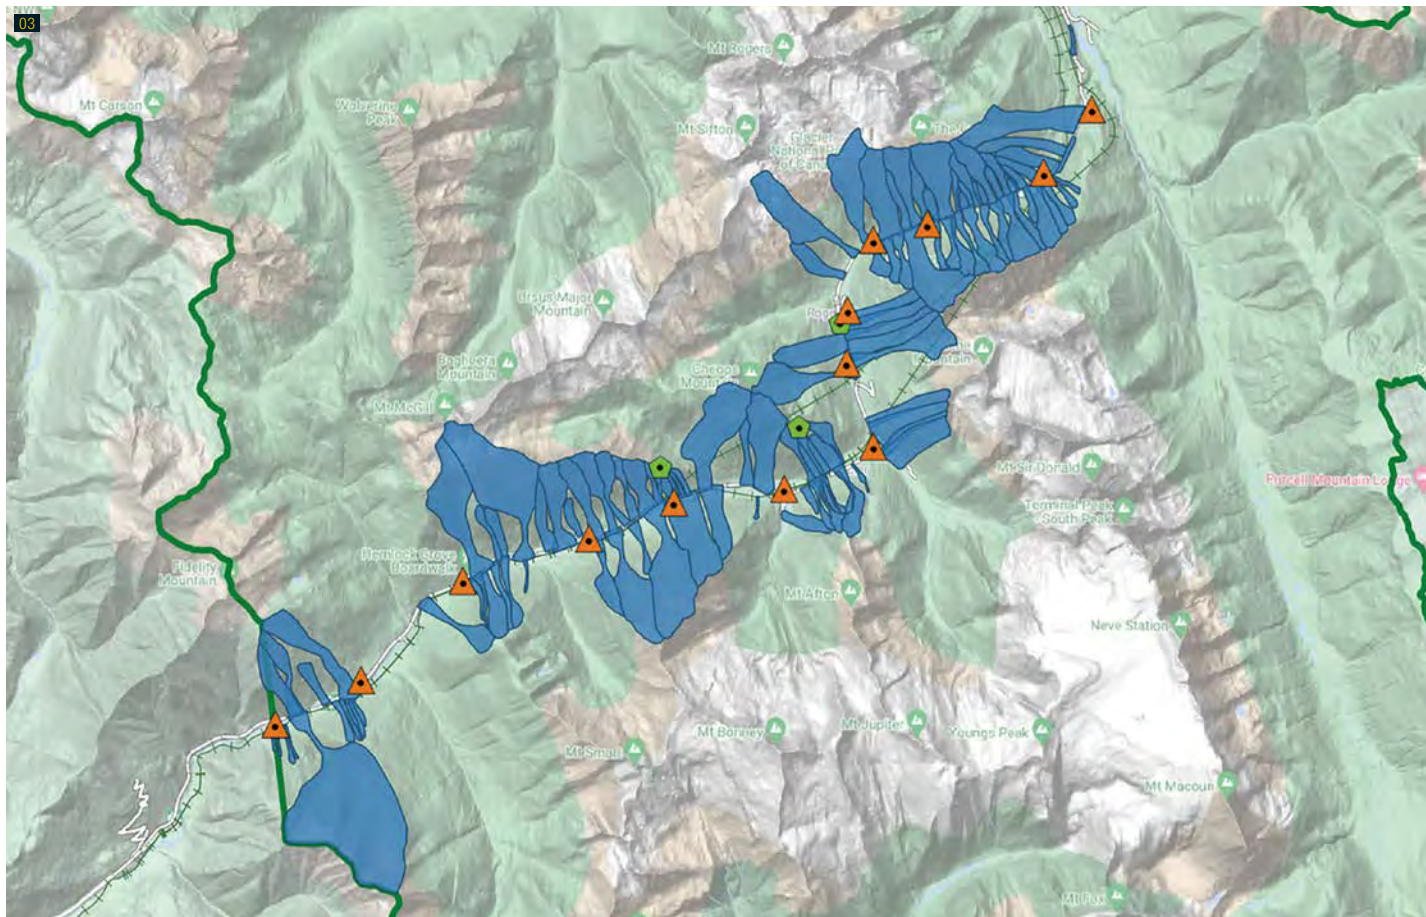 03
Mt Rogers
Mt Carson
Wolverine
Peak
Mt Sifton
Glacier
National
of Can
Ursus Major
Mountain
Bagheera
Mountain
Cheops
Mountain
Mt McGill
Mt Sir Donald
Purcell Mountain Lodge
Terminal Peak
- South Peak
Hemlock Grove
Boardwalk
Fidelity
Mountain
Mt Afton
Neve Station
Mt Bonney
Mt Jupiter
Youngs Peak
Mt Smart
Mt Macoun
Mt Fox